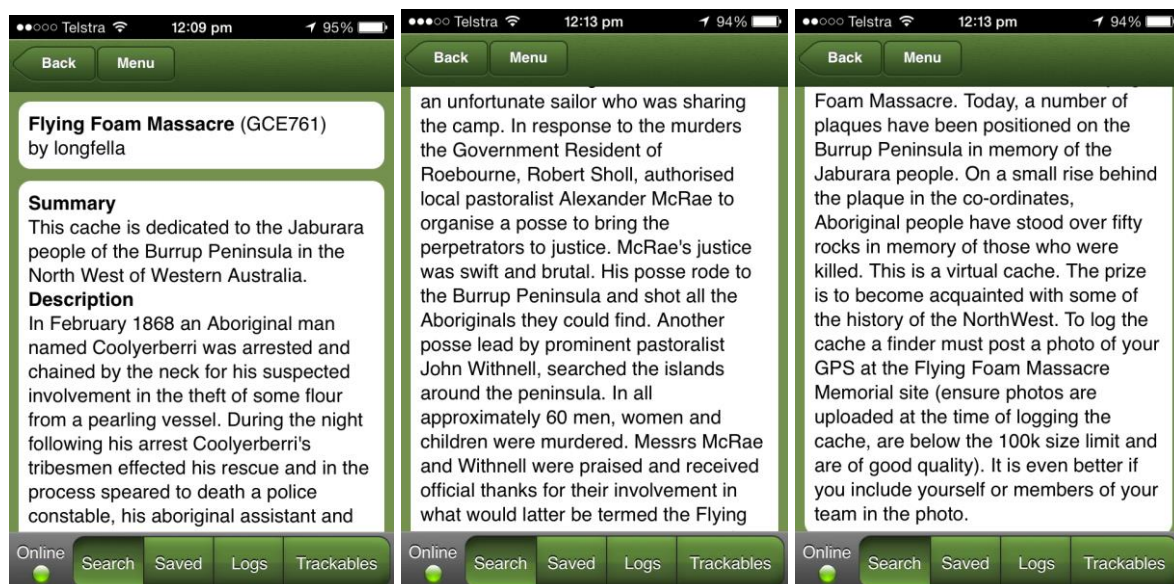 Telstra 12:09 pm 95%
Back Menu
Flying Foam Massacre (GCE761)
by longfella
Summary
This cache is dedicated to the Jaburara
people of the Burrup Peninsula in the
North West of Western Australia.
Description
In February 1868 an Aboriginal man
named Coolyerberri was arrested and
chained by the neck for his suspected
involvement in the theft of some flour
from a pearling vessel. During the night
following his arrest Coolyerberri's
tribesmen effected his rescue and in the
process speared to death a police
constable, his aboriginal assistant and
Online Search Saved Logs Trackables
Telstra 12:13 pm 94%
Back Menu
an unfortunate sailor who was sharing
the camp. In response to the murders
the Government Resident of
Roebourne, Robert Sholl, authorised
local pastoralist Alexander McRae to
organise a posse to bring the
perpetrators to justice. McRae's justice
was swift and brutal. His posse rode to
the Burrup Peninsula and shot all the
Aboriginals they could find. Another
posse lead by prominent pastoralist
John Withnell, searched the islands
around the peninsula. In all
approximately 60 men, women and
children were murdered. Messrs McRae
and Withnell were praised and received
official thanks for their involvement in
what would latter be termed the Flying
Online Search Saved Logs Trackables
Telstra 12:13 pm 94%
Back Menu
Foam Massacre. Today, a number of
plaques have been positioned on the
Burrup Peninsula in memory of the
Jaburara people. On a small rise behind
the plaque in the co-ordinates,
Aboriginal people have stood over fifty
rocks in memory of those who were
killed. This is a virtual cache. The prize
is to become acquainted with some of
the history of the NorthWest. To log the
cache a finder must post a photo of your
GPS at the Flying Foam Massacre
Memorial site (ensure photos are
uploaded at the time of logging the
cache, are below the 100k size limit and
are of good quality). It is even better if
you include yourself or members of your
team in the photo.
Online Search Saved Logs Trackables